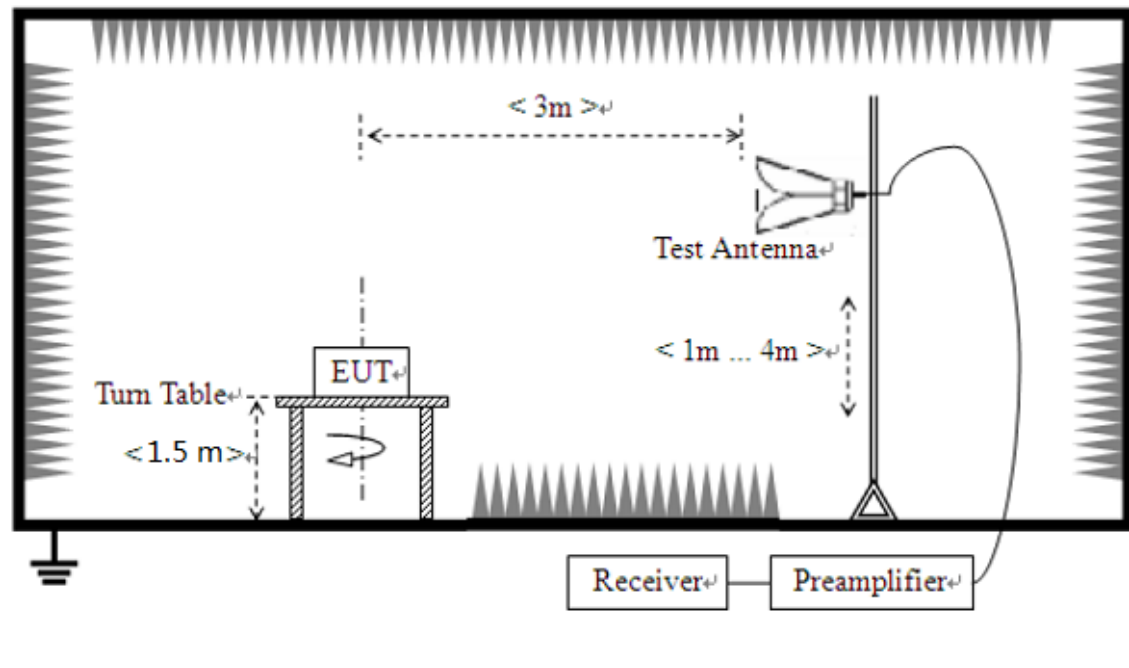 < 3m >↵
Test Antenna↵
< 1m ... 4m >↵
EUT↵
Turn Table↵
<1.5 m>↵
Receiver↵
Preamplifier↵